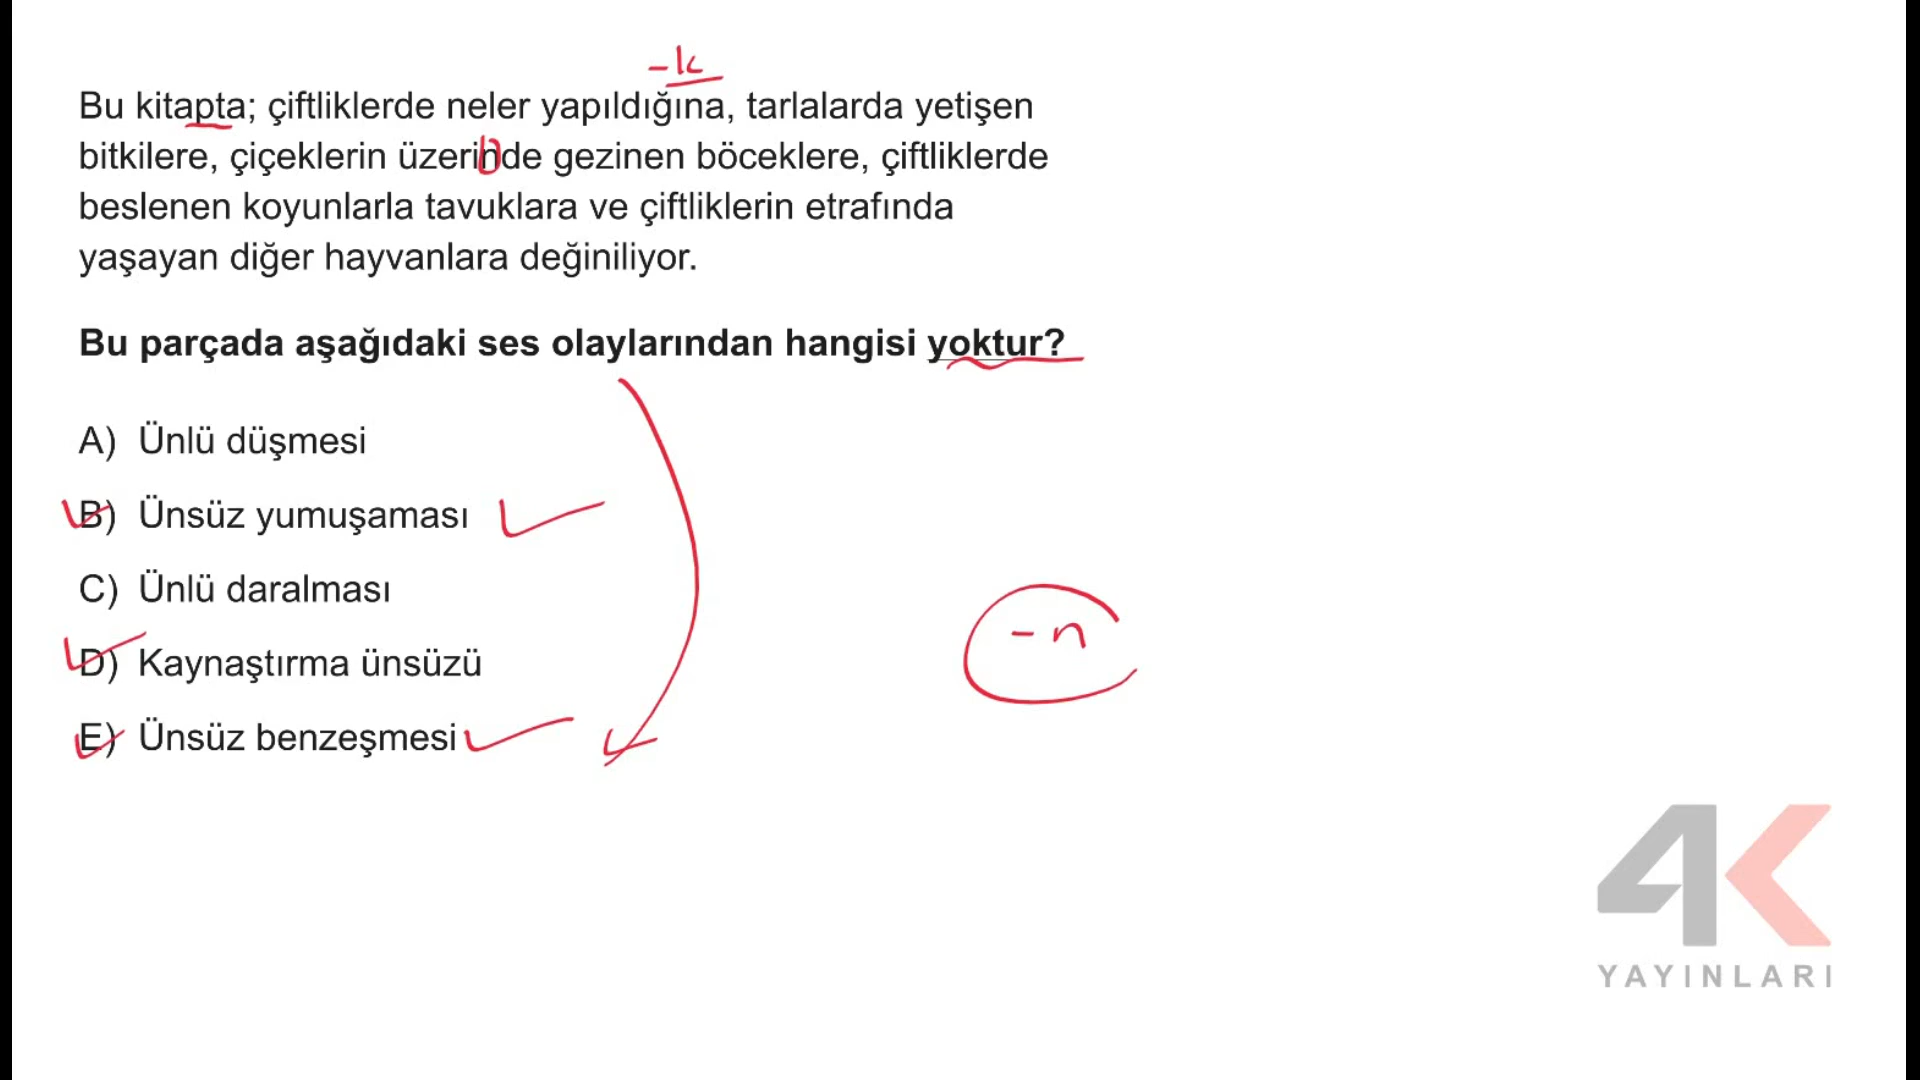 -k
Bu kitapta; çiftliklerde neler yapıldığına, tarlalarda yetişen
bitkilere, çiçeklerin üzerinde gezinen böceklere, çiftliklerde
beslenen koyunlarla tavuklara ve çiftliklerin etrafında
yaşayan diğer hayvanlara değiniliyor.
Bu parçada aşağıdaki ses olaylarından hangisi yoktur?
A) Ünlü düşmesi
B) Ünsüz yumuşaması
C) Ünlü daralması
D) Kaynaştırma ünsüzü
E) Ünsüz benzeşmesi
-n
4K
YAYINLARI